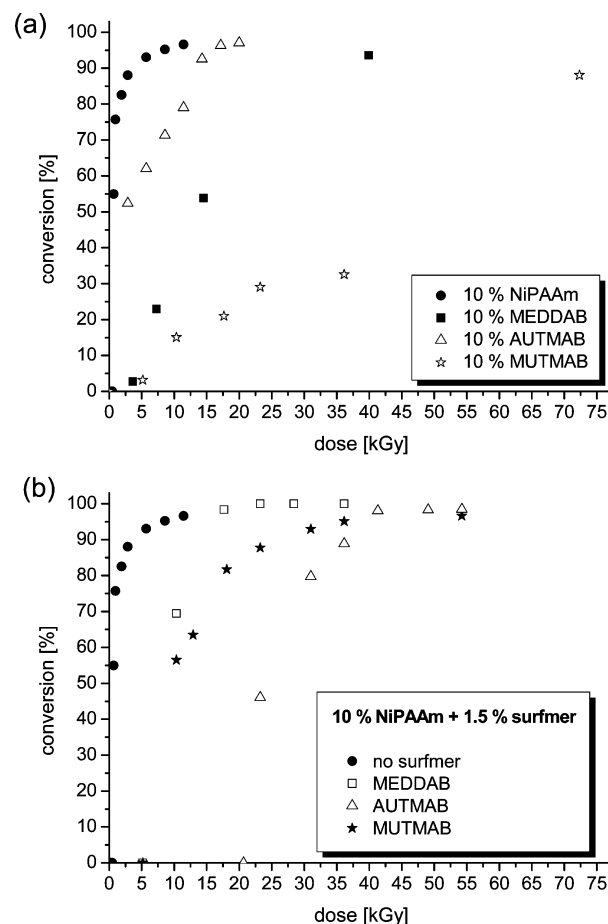 (a)
100
90
80
70
60
50
40
30
20
10
0
conversion [%]
10 % NiPAAm
10 % MEDDAB
10 % AUTMAB
10 % MUTMAB
0 5 10 15 20 25 30 35 40 45 50 55 60 65 70 75
dose [kGy]
(b)
100
90
80
70
60
50
40
30
20
10
0
conversion [%]
10 % NiPAAm + 1.5 % surfmer
no surfmer
MEDDAB
AUTMAB
MUTMAB
0 5 10 15 20 25 30 35 40 45 50 55 60 65 70 75
dose [kGy]